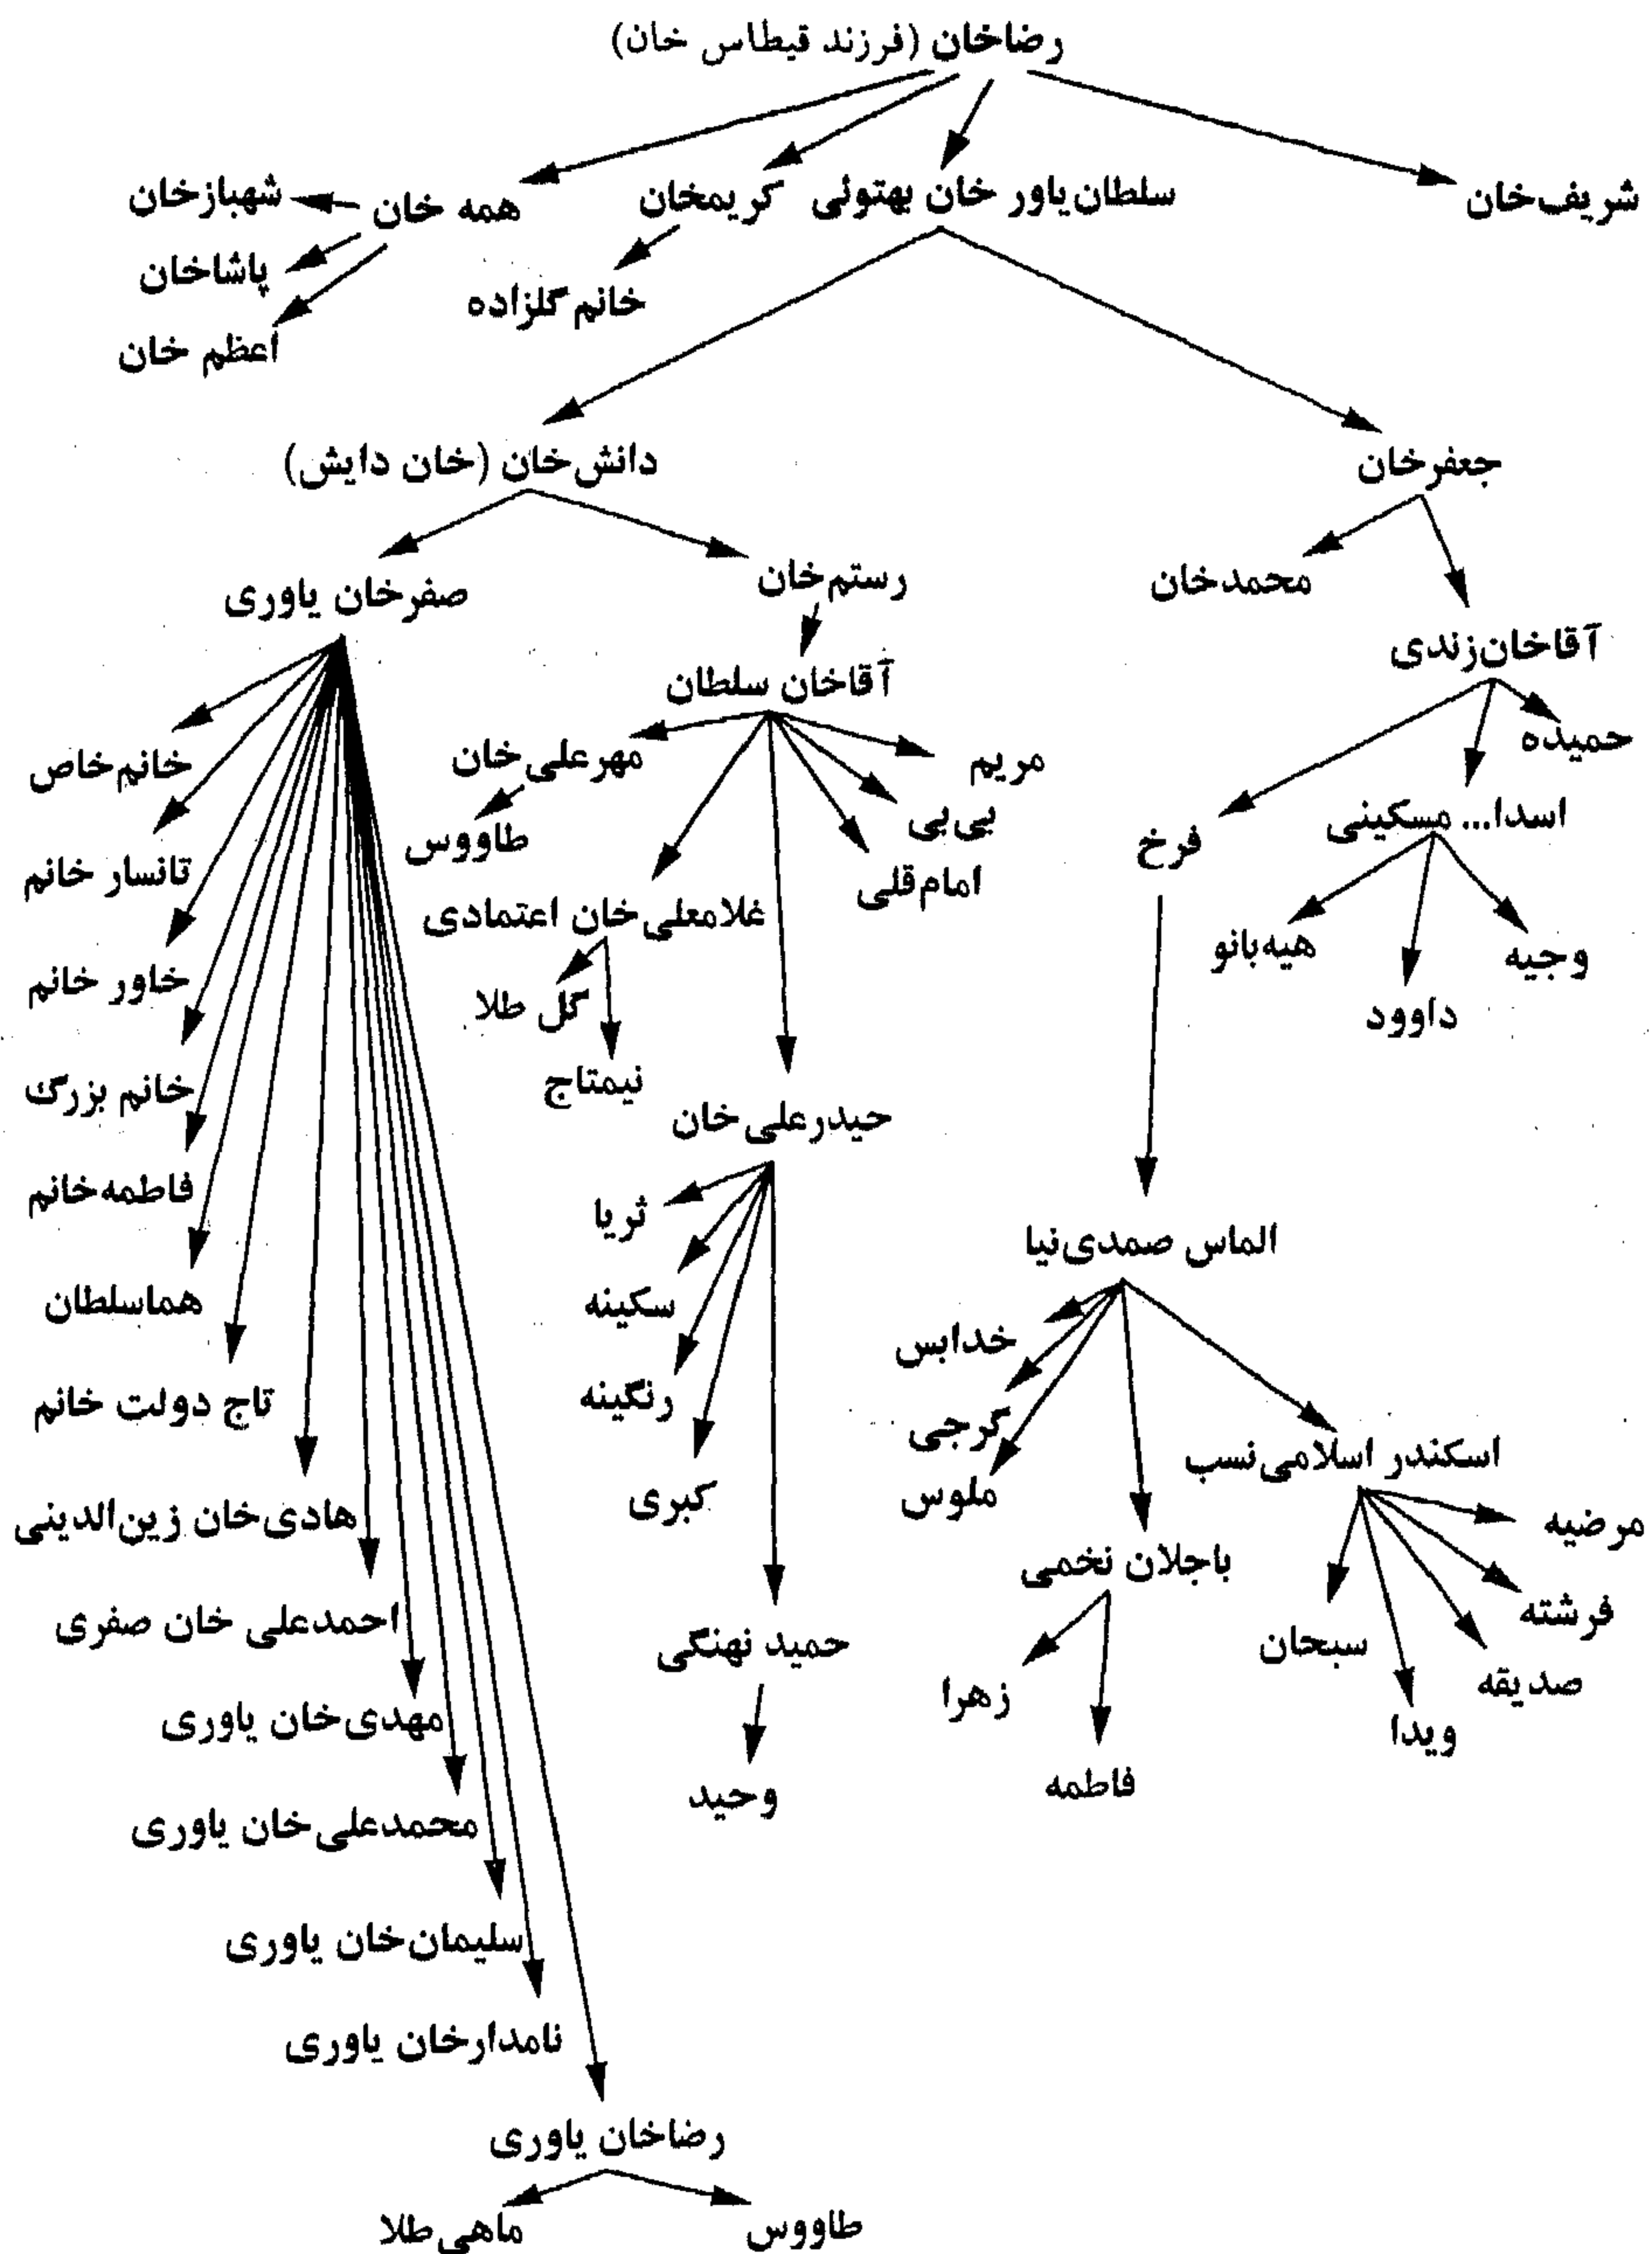 رضاخان (فرزند قیطاس خان)
شریف‌خان
سلطان‌یاور خان بهتوئی
کریمخان
همه خان
شهبازخان
پاشاخان
اعظم خان
خانم گلزاده
جعفرخان
دانش‌خان (خان دایش)
محمدخان
آقاخان‌زندی
رستم‌خان
صفرخان یاوری
حمیده
اسدا... مسکینی
فرخ
وجیه
داوود
هیه‌بانو
الماس صمدی‌نیا
خدابس
گرجی
ملوس
باجلان نخمی
زهرا
فاطمه
اسکندر اسلامی‌نسب
مرضیه
فرشته
صدیقه
ویدا
سبحان
آقاخان سلطان
مریم
بی‌بی
امام‌قلی
مهرعلی‌خان
طاووس
غلامعلی‌خان اعتمادی
گل طلا
نیمتاج
حیدرعلی‌خان
ثریا
سکینه
رنگینه
کبری
حمید نهنکی
وحید
خانم‌خاص
تانسار خانم
خاور خانم
خانم بزرگ
فاطمه‌خانم
هماسلطان
تاج دولت خانم
هادی‌خان زین‌الدینی
احمدعلی خان صفری
مهدی‌خان یاوری
محمدعلی‌خان یاوری
سلیمان‌خان یاوری
نامدارخان یاوری
رضاخان یاوری
طاووس
ماهی‌طلا